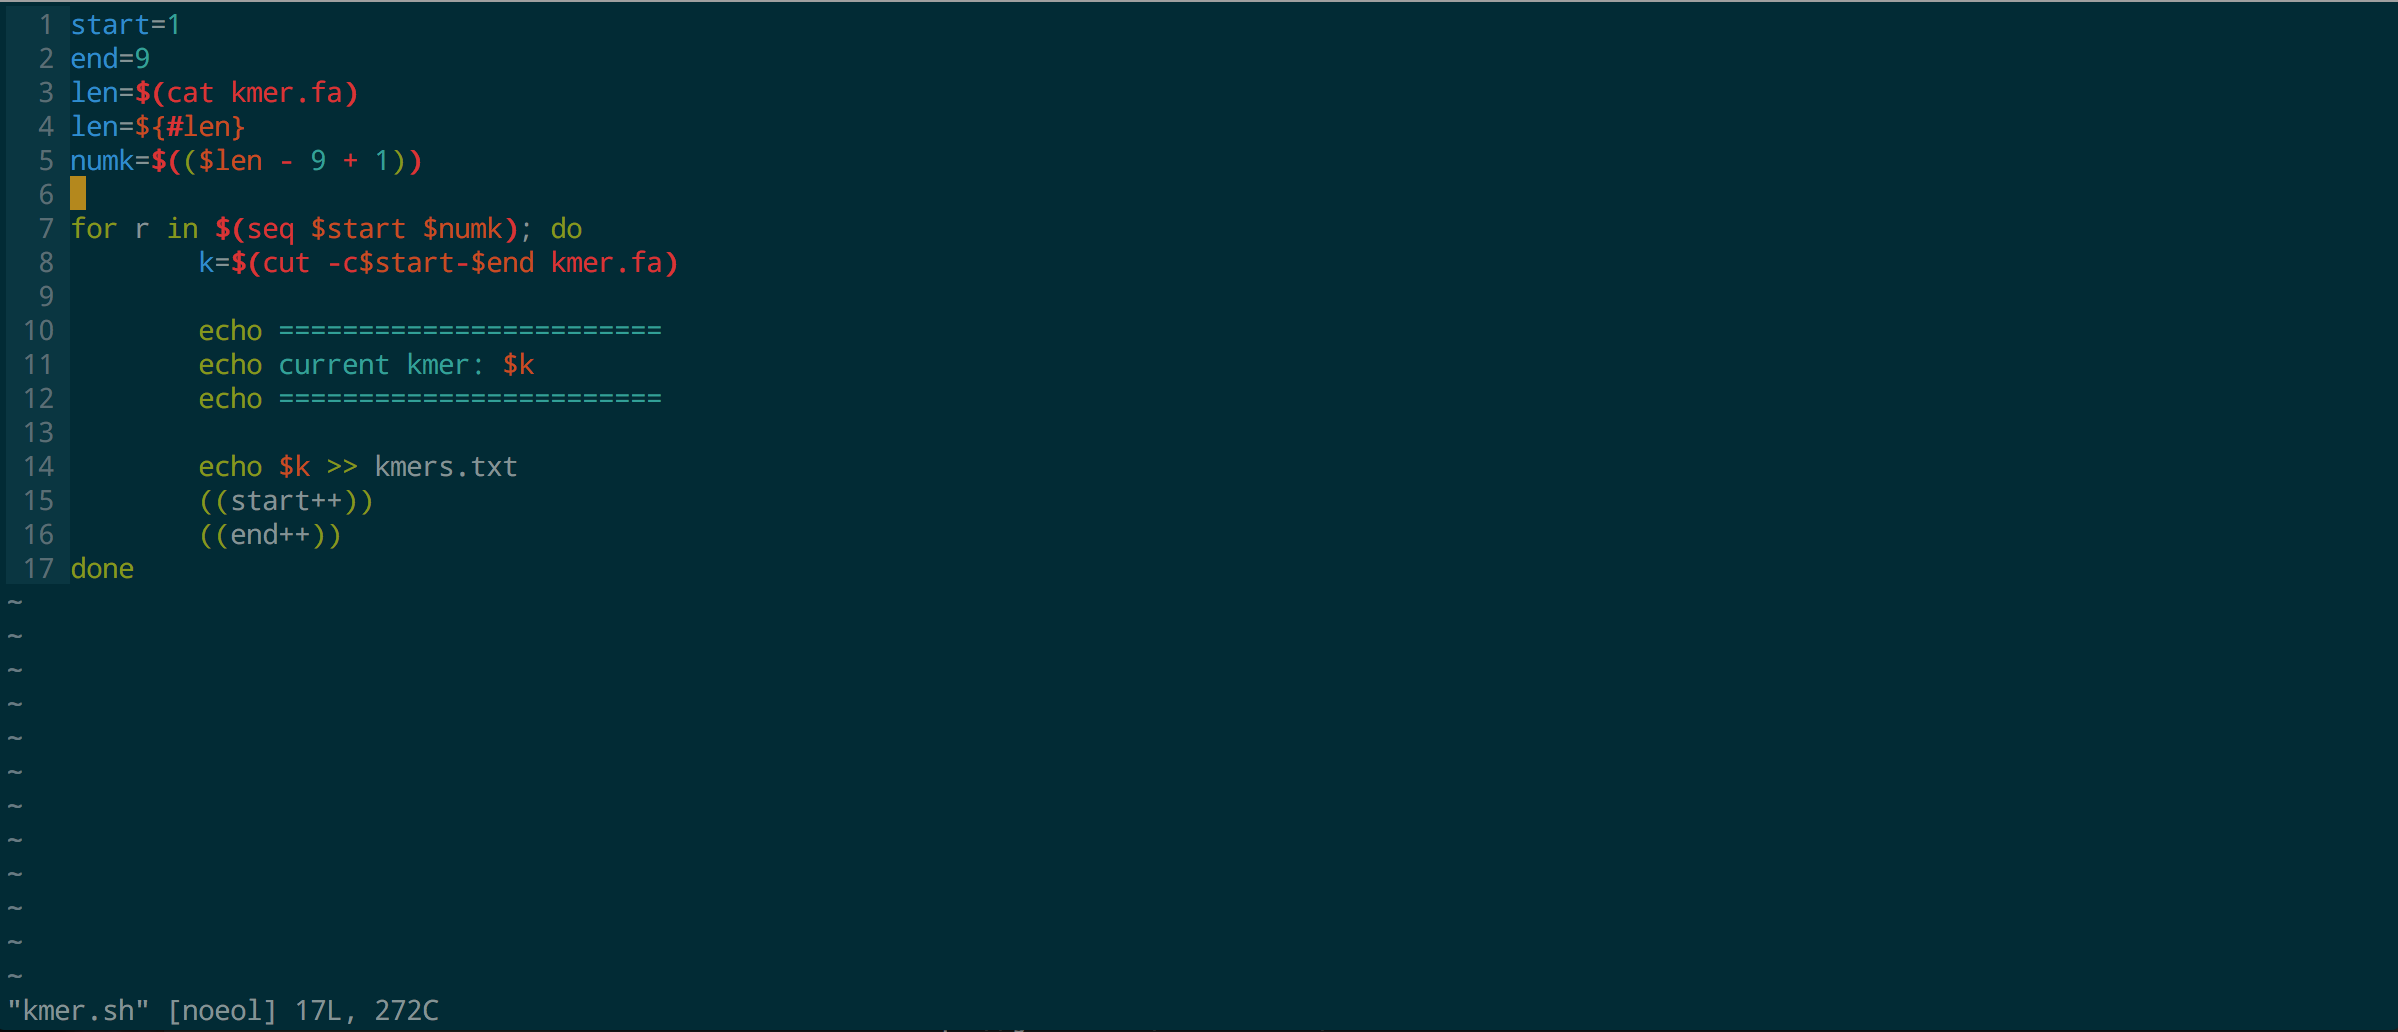 1 start=1
2 end=9
3 len=$(cat kmer.fa)
4 len=${#len}
5 numk=$(($len - 9 + 1))
6
7 for r in $(seq $start $numk); do
8         k=$(cut -c$start-$end kmer.fa)
9
10         echo ========================
11         echo current kmer: $k
12         echo ========================
13
14         echo $k >> kmers.txt
15         ((start++))
16         ((end++))
17 done
~
~
~
~
~
~
~
~
~
~
~
~
"kmer.sh" [noeol] 17L, 272C